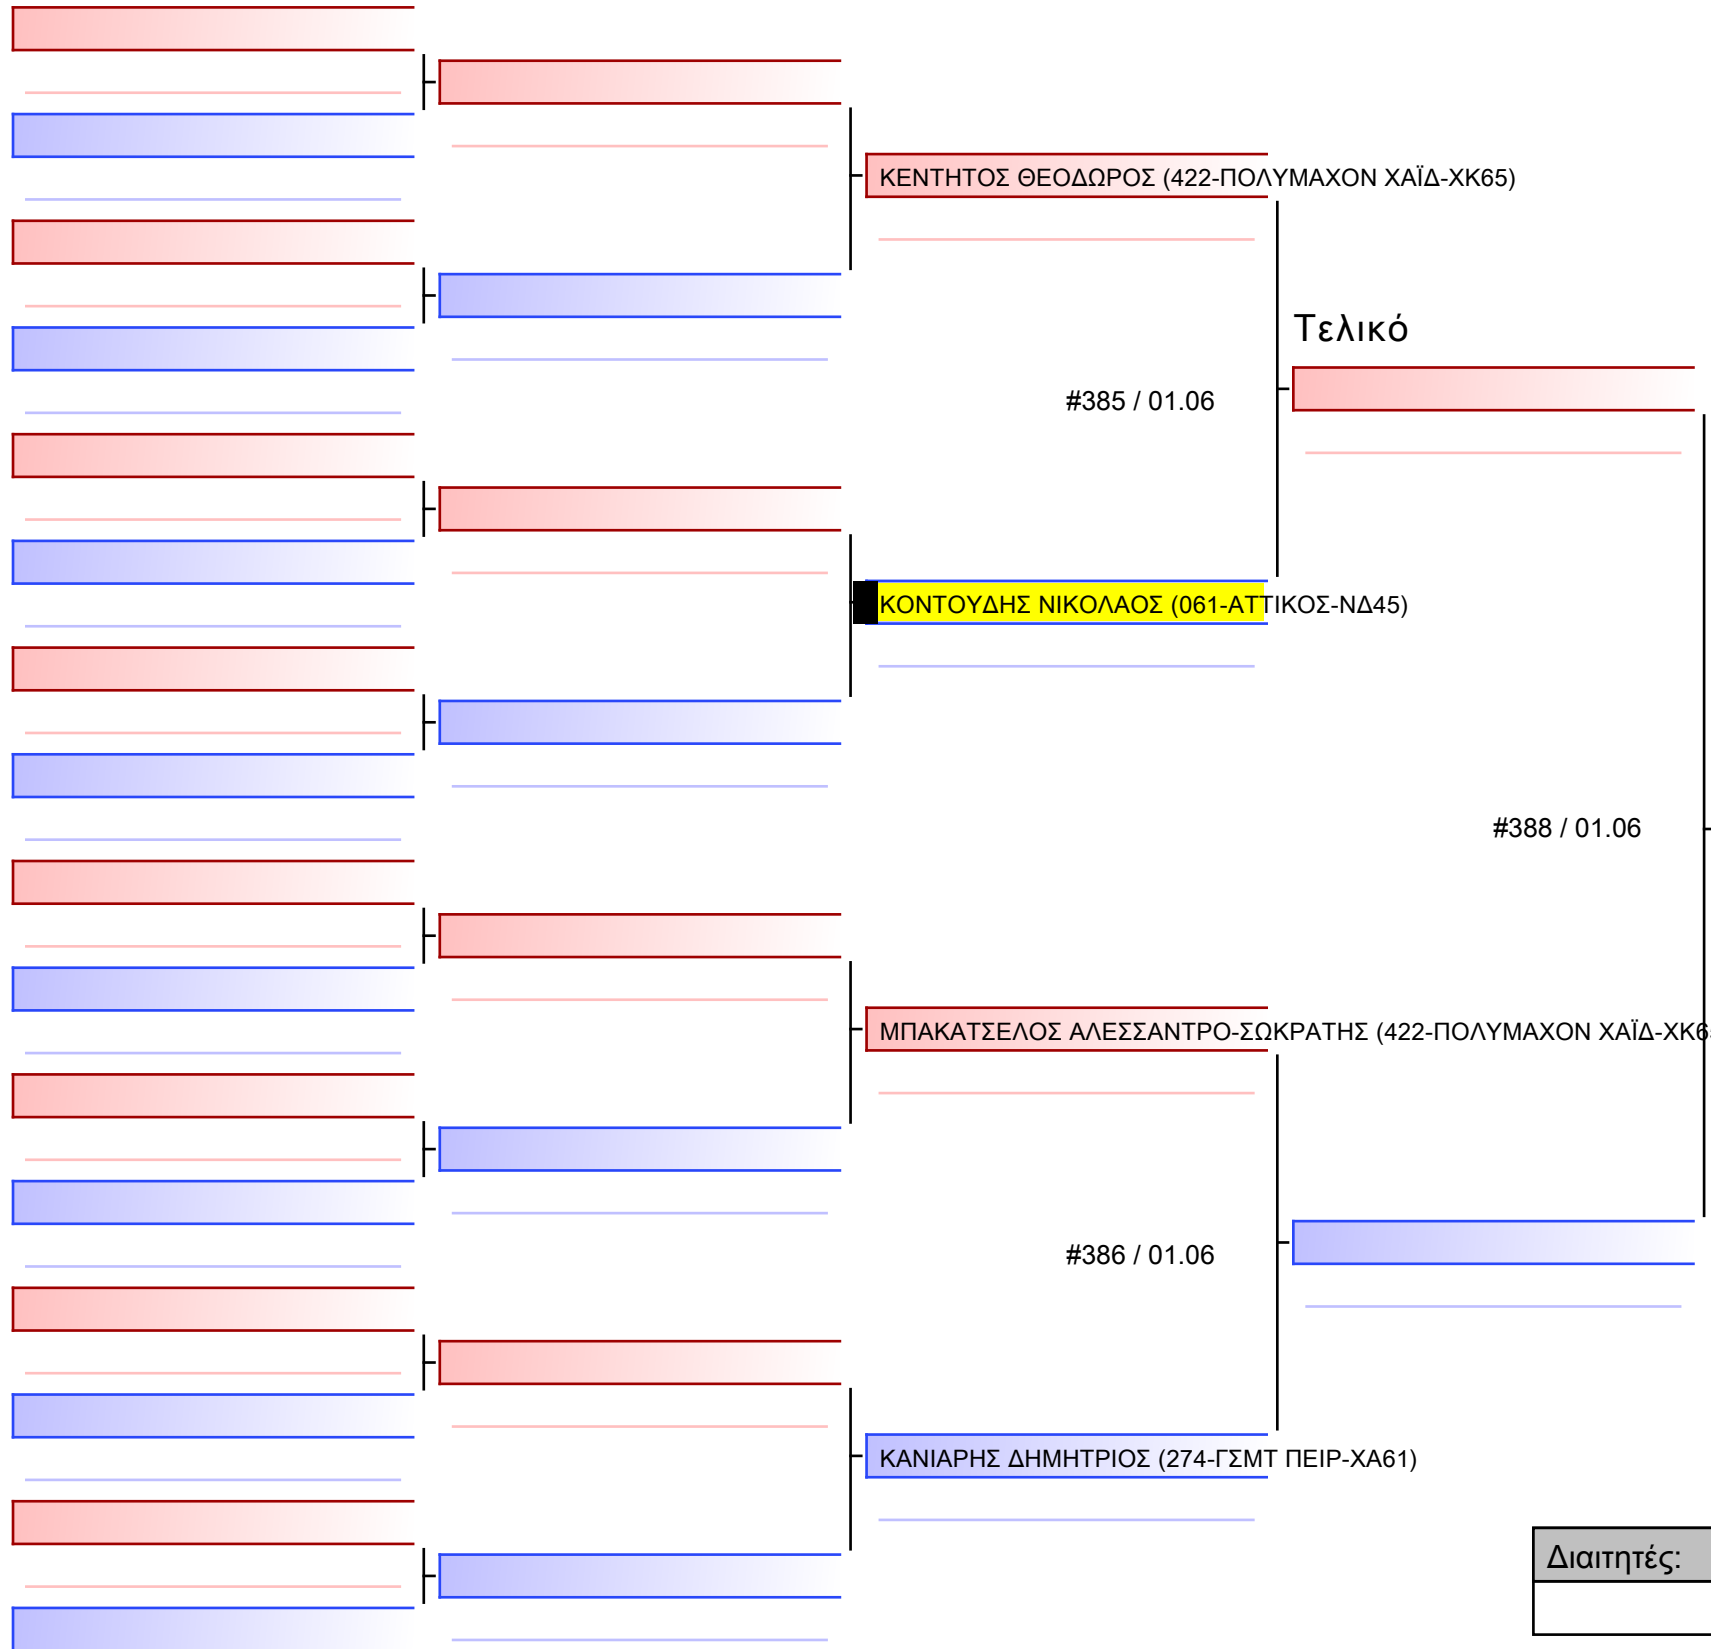 ΚΕΝΤΗΤΟΣ ΘΕΟΔΩΡΟΣ (422-ΠΟΛΥΜΑΧΟΝ ΧΑΪΔ-ΧΚ65)
Τελικό
#385 / 01.06
ΚΟΝΤΟΥΔΗΣ ΝΙΚΟΛΑΟΣ (061-ΑΤΤΙΚΟΣ-ΝΔ45)
#388 / 01.06
ΜΠΑΚΑΤΣΕΛΟΣ ΑΛΕΣΣΑΝΤΡΟ-ΣΩΚΡΑΤΗΣ (422-ΠΟΛΥΜΑΧΟΝ ΧΑΪΔ-ΧΚ65
#386 / 01.06
ΚΑΝΙΑΡΗΣ ΔΗΜΗΤΡΙΟΣ (274-ΓΣΜΤ ΠΕΙΡ-ΧΑ61)
Διαιτητές: